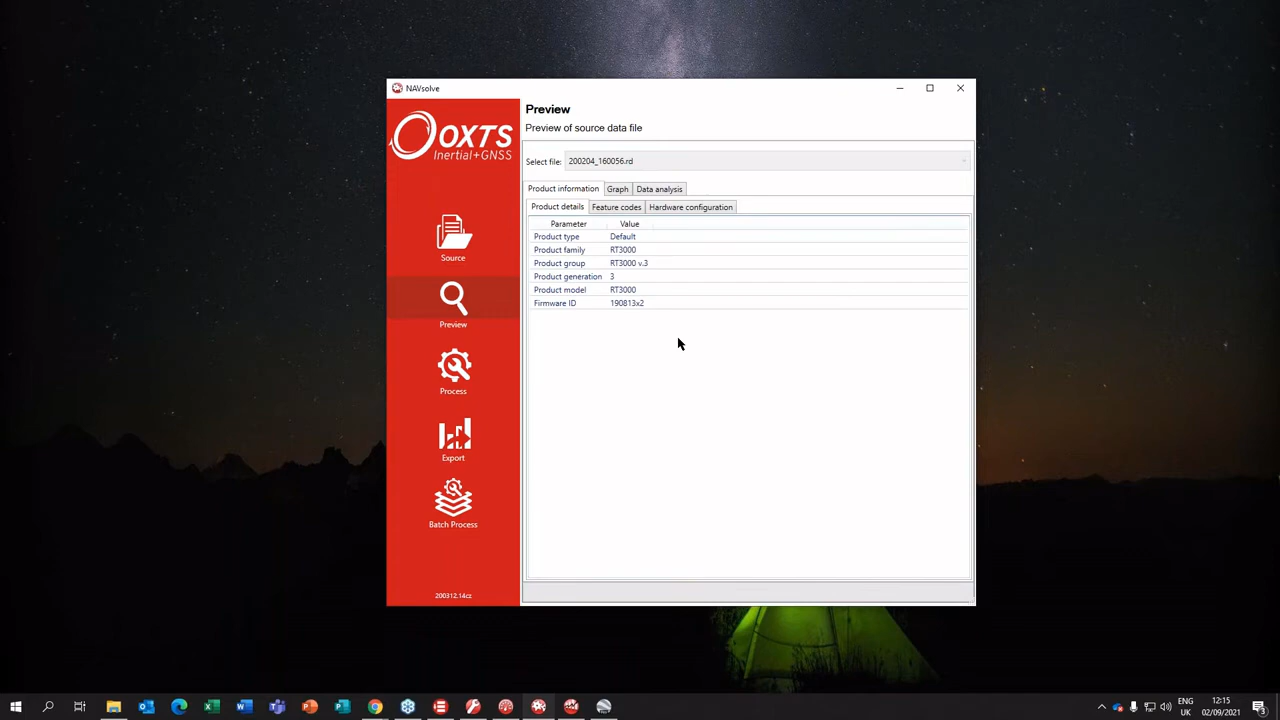 NAVsolve
OXTS
Inertial+GNSS
Source
Preview
Process
Export
Batch Process
200312.14cz
Preview
Preview of source data file
Select file: 200204_160056.rd
Product information Graph Data analysis
Product details Feature codes Hardware configuration
Parameter Value
Product type Default
Product family RT3000
Product group RT3000 v.3
Product generation 3
Product model RT3000
Firmware ID 190813x2
ENG
UK
12:15
02/09/2021